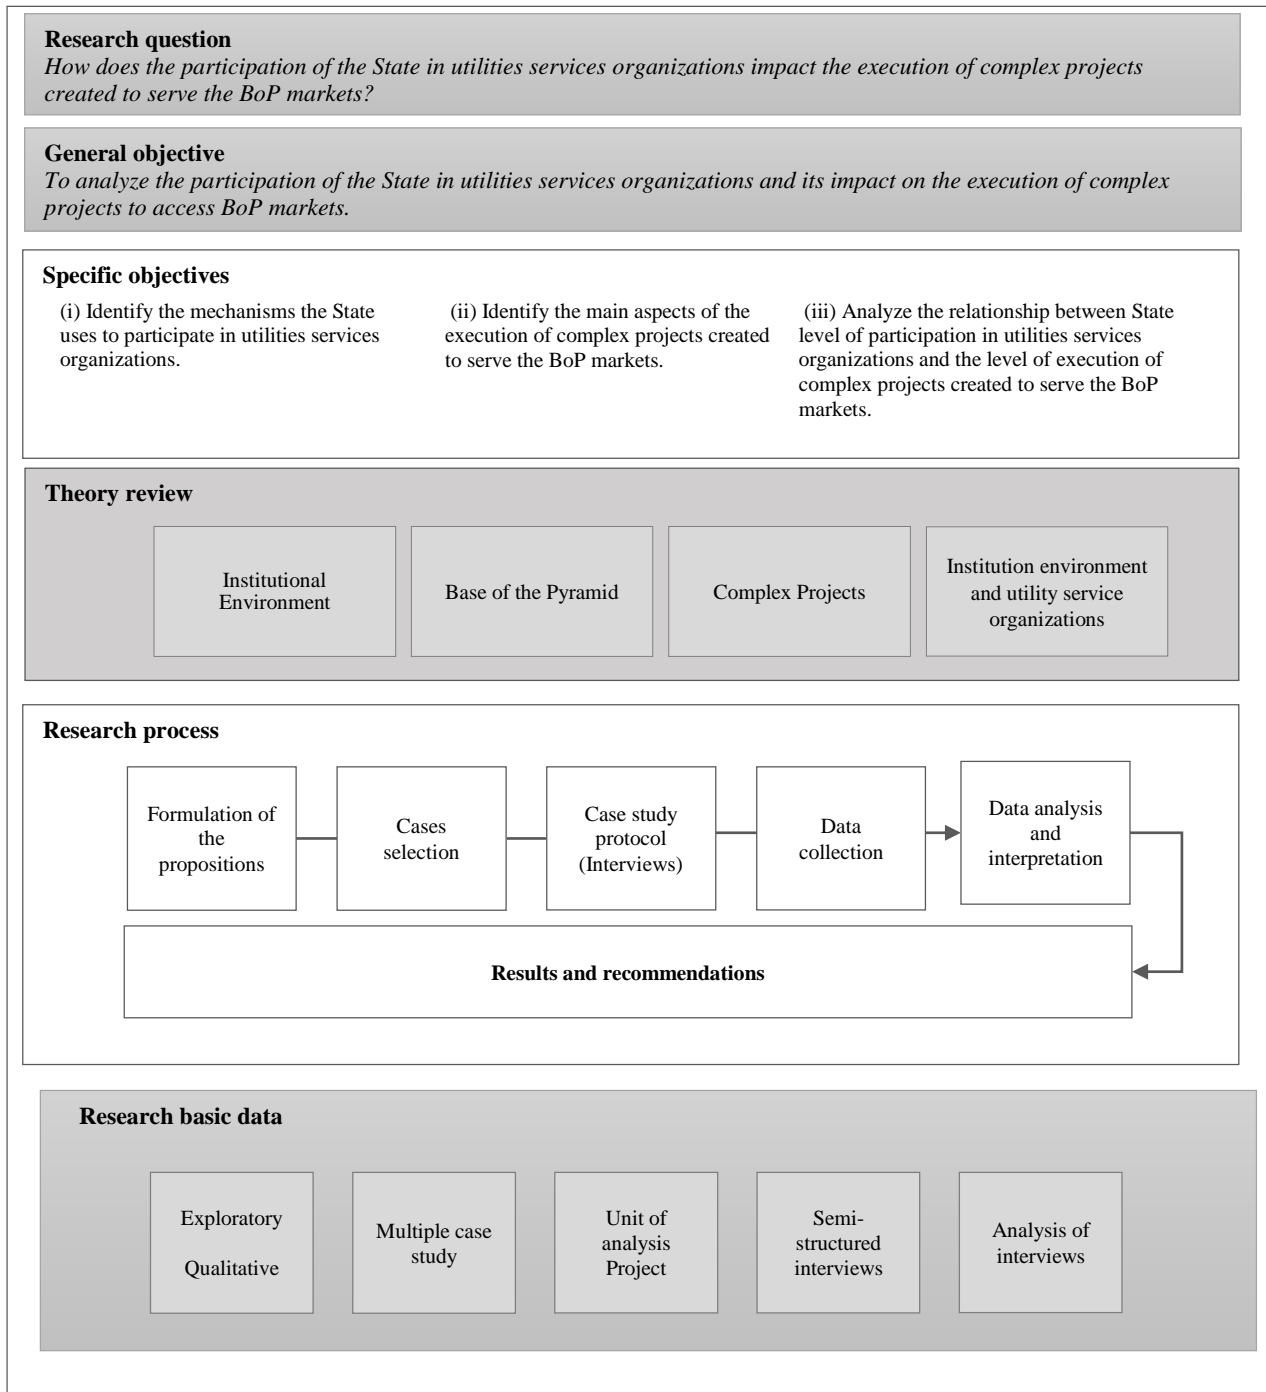 Research question
How does the participation of the State in utilities services organizations impact the execution of complex projects
created to serve the BoP markets?
General objective
To analyze the participation of the State in utilities services organizations and its impact on the execution of complex
projects to access BoP markets.
Specific objectives
(i) Identify the mechanisms the State
uses to participate in utilities services
organizations.
(ii) Identify the main aspects of the
execution of complex projects created
to serve the BoP markets.
(iii) Analyze the relationship between State
level of participation in utilities services
organizations and the level of execution of
complex projects created to serve the BoP
markets.
Theory review
Institutional
Environment
Base of the Pyramid
Complex Projects
Institution environment
and utility service
organizations
Research process
Formulation of
the
propositions
Cases
selection
Case study
protocol
(Interviews)
Data
collection
Data analysis
and
interpretation
Results and recommendations
Research basic data
Exploratory
Qualitative
Multiple case
study
Unit of
analysis
Project
Semi-
structured
interviews
Analysis of
interviews